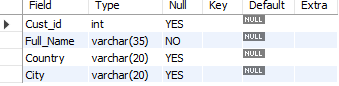 Field Type Null Key Default Extra
Cust_id int YES NULL
Full_Name varchar(35) NO NULL
Country varchar(20) YES NULL
City varchar(20) YES NULL